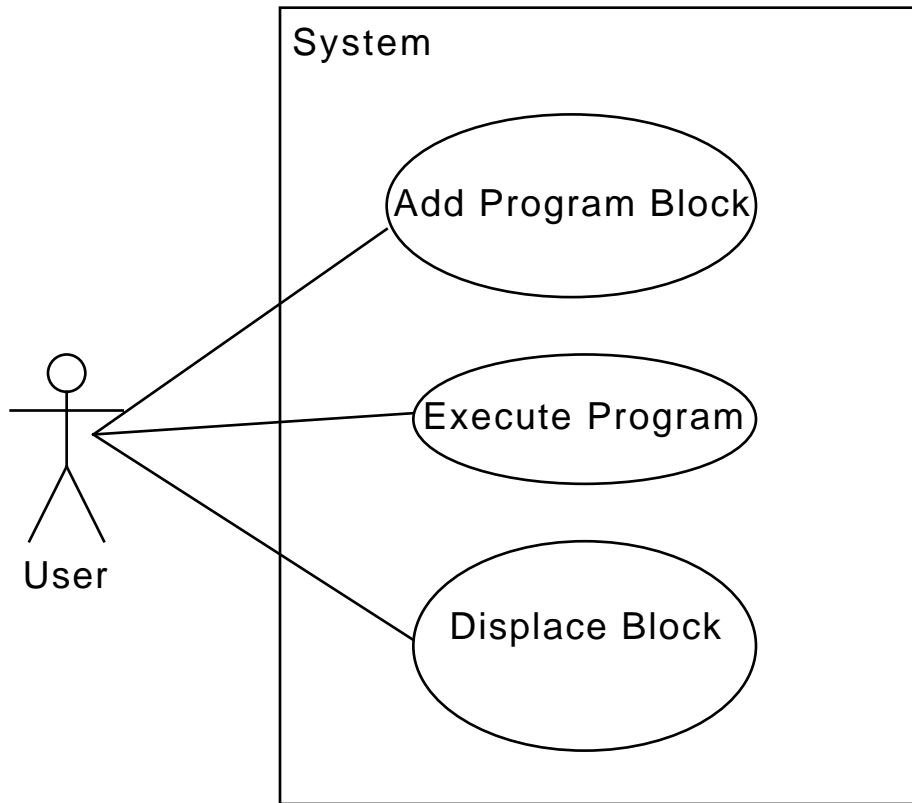 System
Add Program Block
Execute Program
User
Displace Block